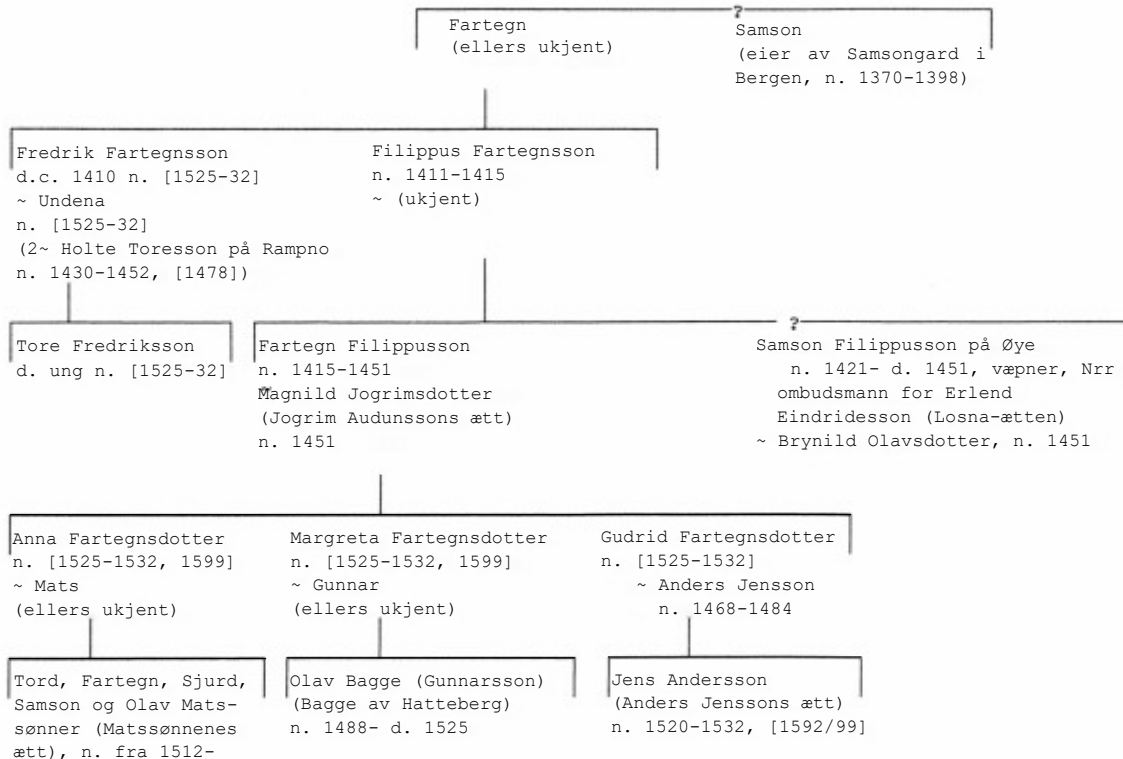 ?
Fartegn
(ellers ukjent)
Samson
(eier av Samsongard i
Bergen, n. 1370-1398)
Fredrik Fartegnsson
d.c. 1410 n. [1525-32]
~ Undena
n. [1525-32]
(2~ Holte Toresson på Rampno
n. 1430-1452, [1478])
Filippus Fartegnsson
n. 1411-1415
~ (ukjent)
?
Tore Fredriksson
d. ung n. [1525-32]
Fartegn Filippusson
n. 1415-1451
Magnild Jogrimsdotter
(Jogrim Audunssons ætt)
n. 1451
Samson Filippusson på Øye
n. 1421- d. 1451, væpner, Nrr
ombudsmann for Erlend
Eindridesson (Losna-ætten)
~ Brynild Olavsdotter, n. 1451
Anna Fartegnsdotter
n. [1525-1532, 1599]
~ Mats
(ellers ukjent)
Margreta Fartegnsdotter
n. [1525-1532, 1599]
~ Gunnar
(ellers ukjent)
Gudrid Fartegnsdotter
n. [1525-1532]
~ Anders Jensson
n. 1468-1484
Tord, Fartegn, Sjurd,
Samson og Olav Mats-
sønner (Matssønnenes
ætt), n. fra 1512-
Olav Bagge (Gunnarsson)
(Bagge av Hatteberg)
n. 1488- d. 1525
Jens Andersson
(Anders Jenssons ætt)
n. 1520-1532, [1592/99]